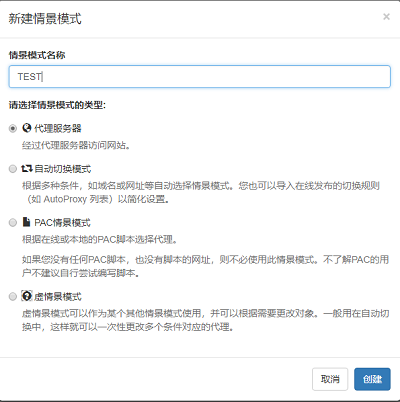 新建情景模式
×
情景模式名称
TEST
请选择情景模式的类型：
代理服务器
经过代理服务器访问网站。
自动切换模式
根据多种条件，如域名或网址等自动选择情景模式。您也可以导入在线发布的切换规则
（如 AutoProxy 列表）以简化设置。
PAC情景模式
根据在线或本地的PAC脚本选择代理。
如果您没有任何PAC脚本，也没有脚本的网址，则不必使用此情景模式。不了解PAC的用
户不建议自行尝试编写脚本。
虚情景模式
虚情景模式可以作为某个其他情景模式使用，并可以根据需要更改对象。一般用在自动切
换中，这样就可以一次性更改多个条件对应的代理。
取消
创建